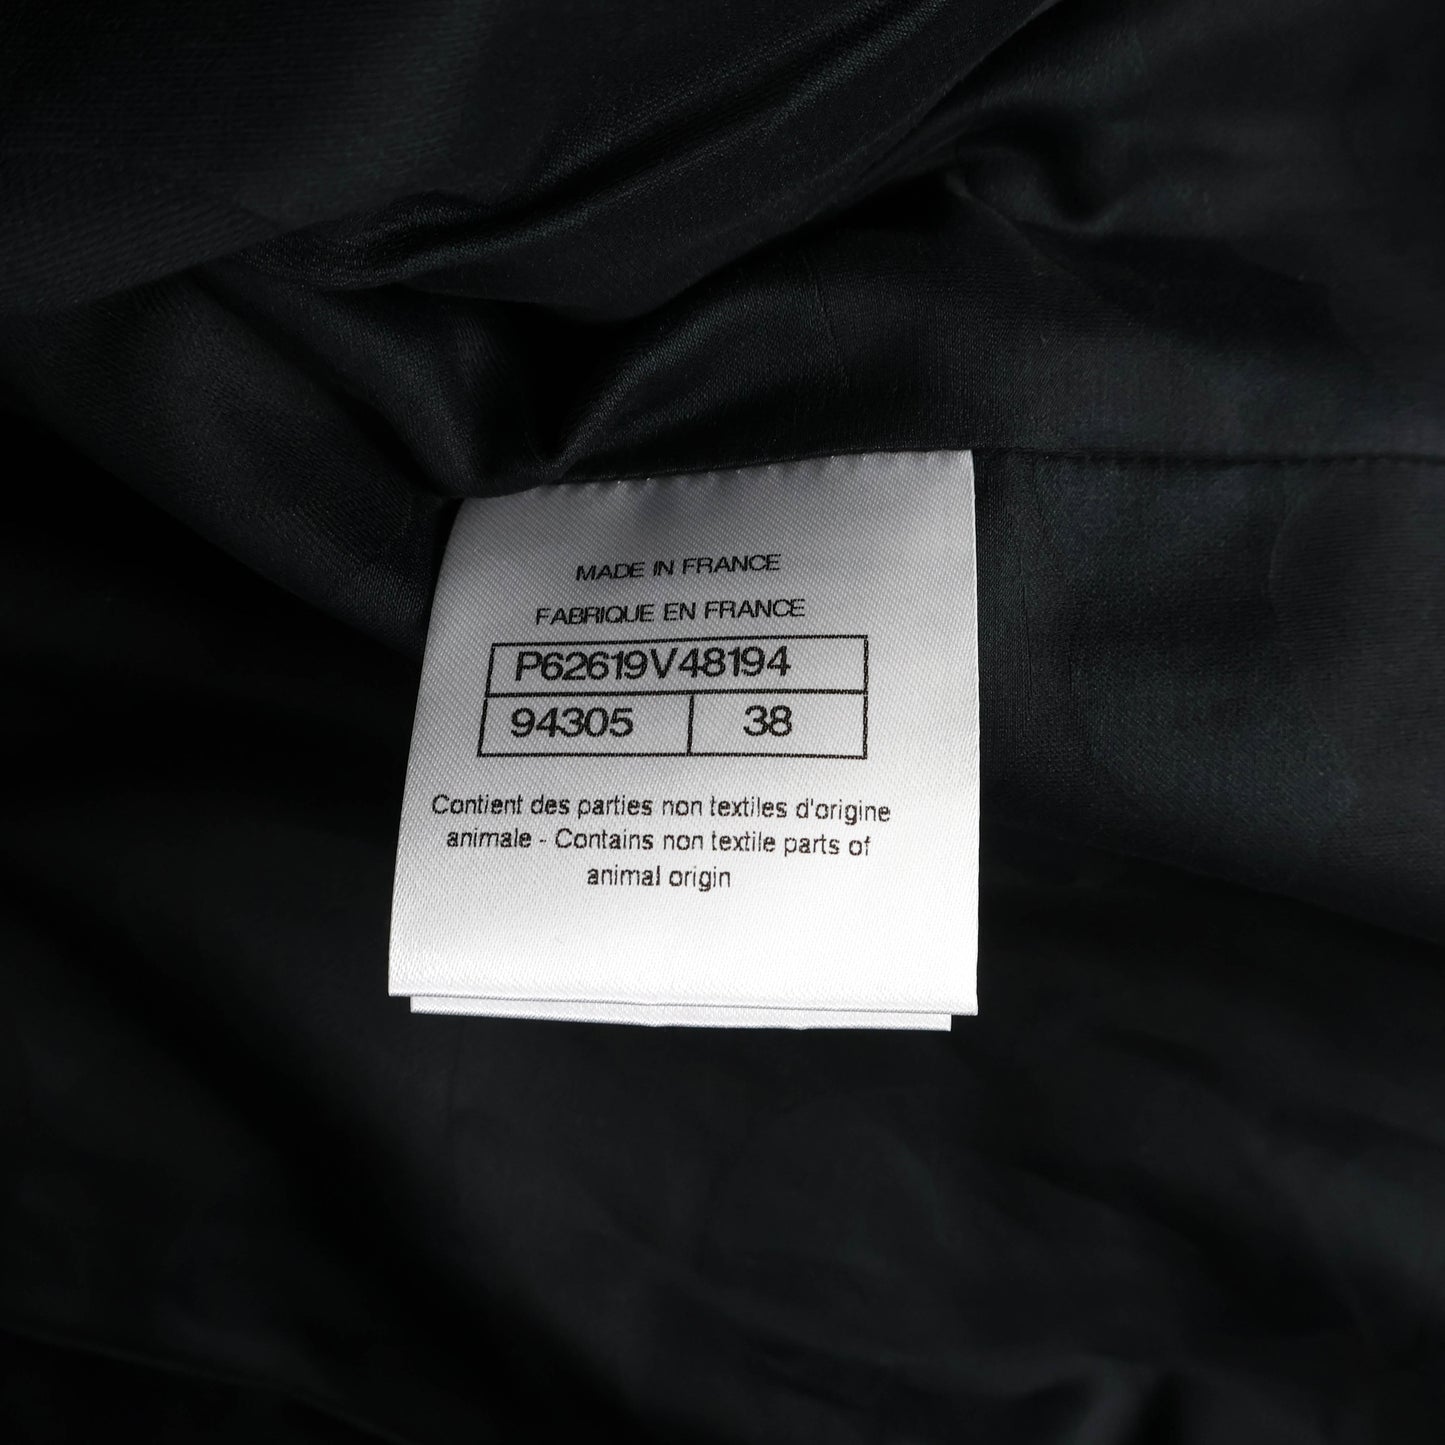 MADE IN FRANCE
FABRIQUE EN FRANCE
P62619V48194
94305 38
Contient des parties non textiles d'origine
animale - Contains non textile parts of
animal origin